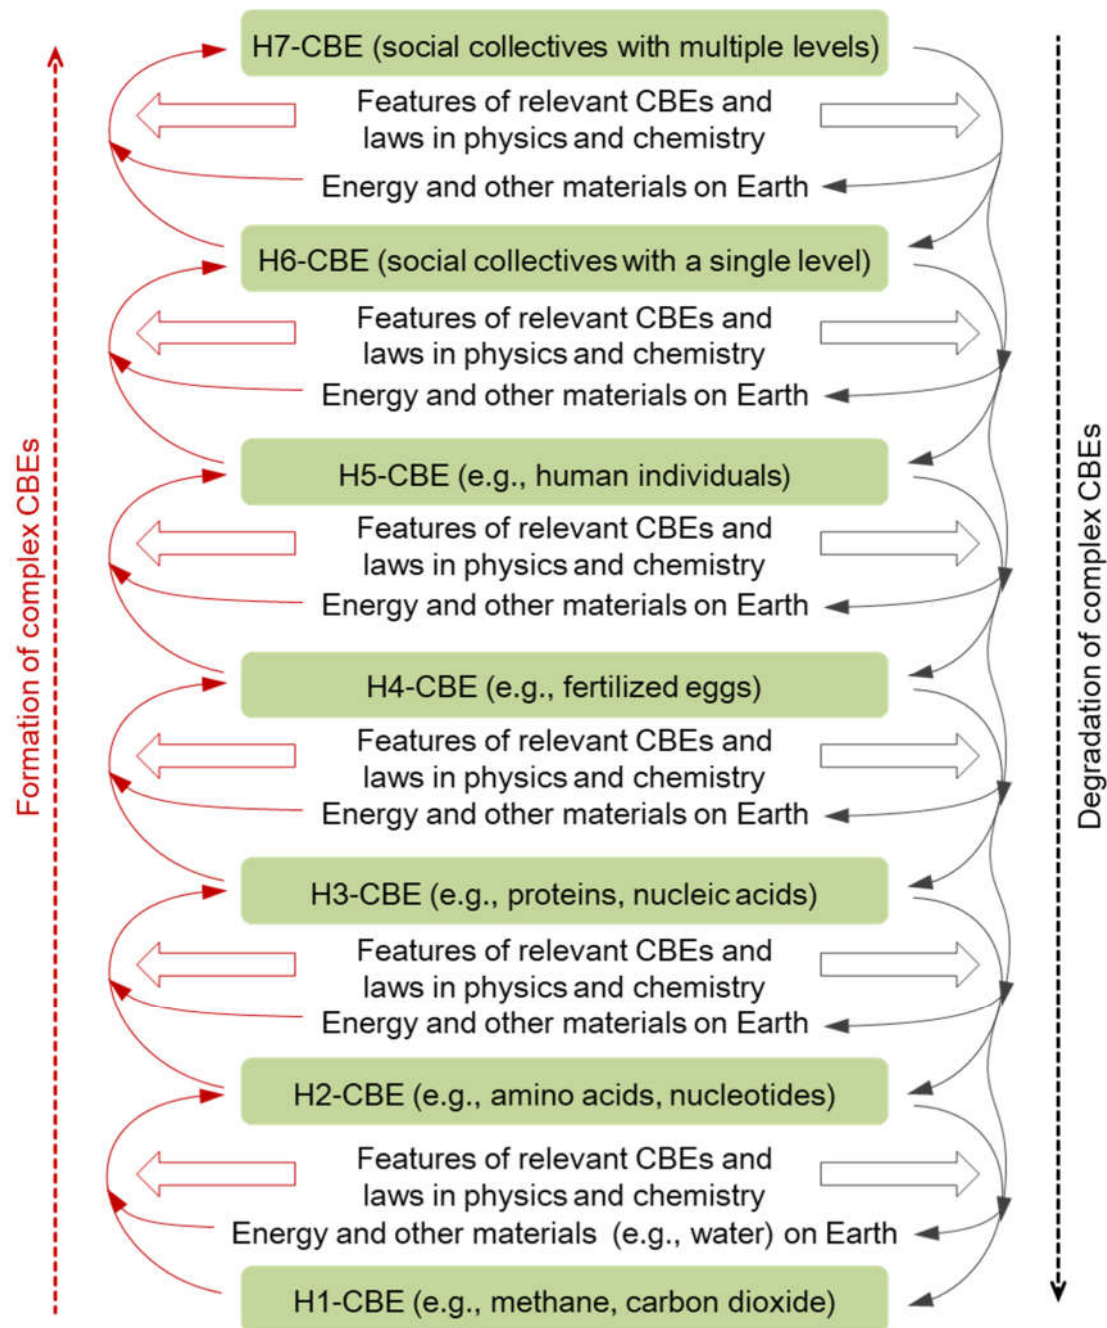 H7-CBE (social collectives with multiple levels)
Features of relevant CBEs and
laws in physics and chemistry
Energy and other materials on Earth
H6-CBE (social collectives with a single level)
Features of relevant CBEs and
laws in physics and chemistry
Energy and other materials on Earth
H5-CBE (e.g., human individuals)
Features of relevant CBEs and
laws in physics and chemistry
Energy and other materials on Earth
H4-CBE (e.g., fertilized eggs)
Features of relevant CBEs and
laws in physics and chemistry
Energy and other materials on Earth
H3-CBE (e.g., proteins, nucleic acids)
Features of relevant CBEs and
laws in physics and chemistry
Energy and other materials on Earth
H2-CBE (e.g., amino acids, nucleotides)
Features of relevant CBEs and
laws in physics and chemistry
Energy and other materials (e.g., water) on Earth
H1-CBE (e.g., methane, carbon dioxide)
Formation of complex CBEs
Degradation of complex CBEs